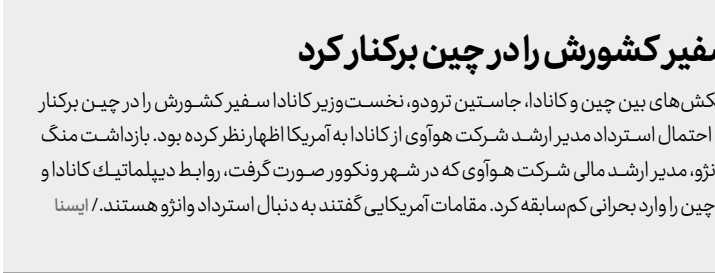 سفیر کشورش را در چین برکنار کرد
کش‌های بین چین و کانادا، جاستین ترودو، نخست‌وزیر کانادا سفیر کشورش را در چین برکنار
احتمال استرداد مدیر ارشد شرکت هوآوی از کانادا به آمریکا اظهارنظر کرده بود. بازداشت منگ
نژو، مدیر ارشد مالی شرکت هوآوی که در شهر ونکوور صورت گرفت، روابط دیپلماتیك کانادا و
چین را وارد بحرانی کم‌سابقه کرد. مقامات آمریکایی گفتند به دنبال استرداد وانژو هستند./ ایسنا